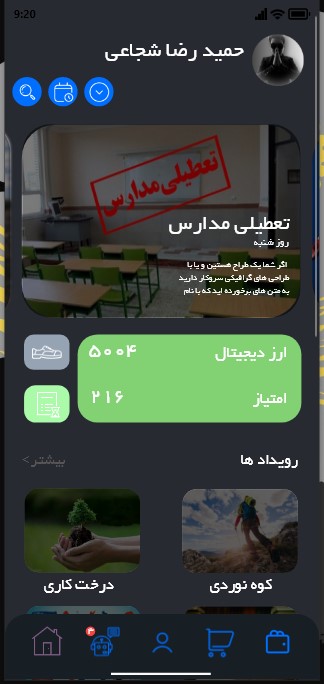 9:20
حمید رضا شجاعی
تعطیلی مدارس
تعطیلی مدارس
روز شنبه
اگر شما یک طراح هستین و یا با
طراحی های گرافیکی سروکار دارید
به متن های برخورده اید که با نام
ارز دیجیتال ۵۰۰۴
امتیاز ۲۱۶
رویداد ها بیشتر>
کوه نوردی درخت کاری